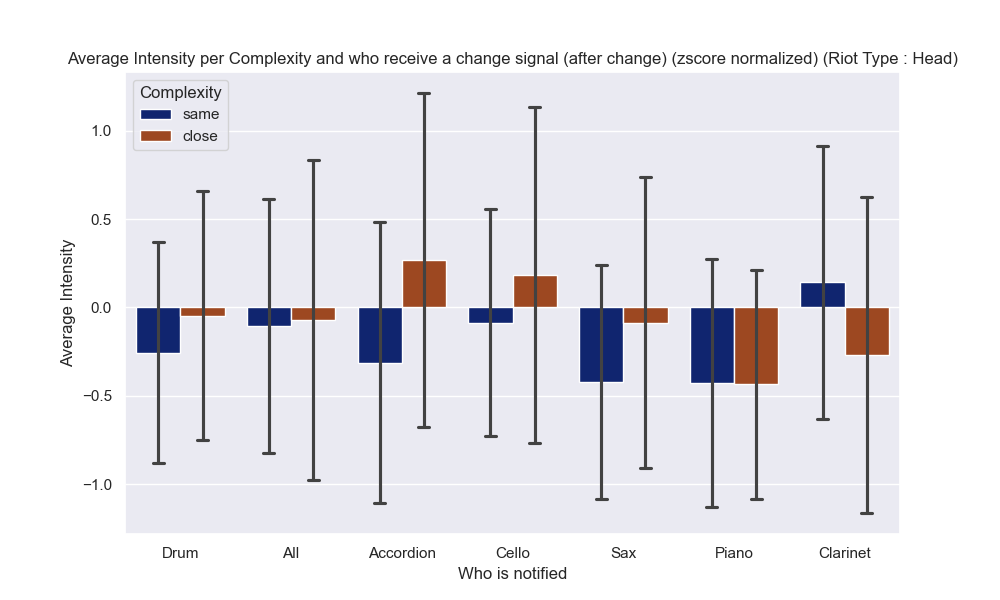 Average Intensity per Complexity and who receive a change signal (after change) (zscore normalized) (Riot Type : Head)
Complexity
same
close
1.0
0.5
0.0
−0.5
−1.0
Average Intensity
Drum
All
Accordion
Cello
Sax
Piano
Clarinet
Who is notified